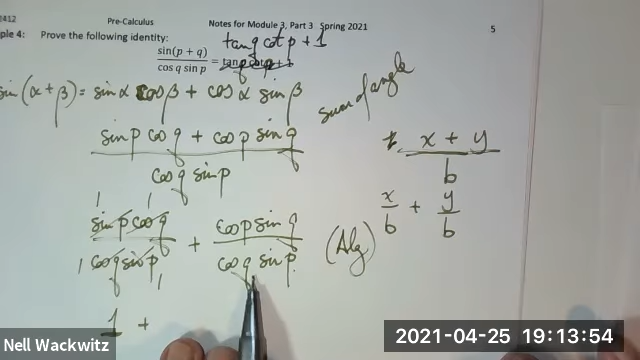 2412 Pre-Calculus Notes for Module 3, Part 3 Spring 2021 5
ple 4: Prove the following identity: tan q cot p + 1
sin(p + q) / cos q sin p =
sin(α+β) = sin α cos β + cos α sin β sum of angle
sin p cos q + cos p sin q / cos q sin p
x + y / b
x/b + y/b
1 1
sin p cos q / cos q sin p + cos p sin q / cos q sin p (Alg)
1 1
1 +
Nell Wackwitz
2021-04-25 19:13:54